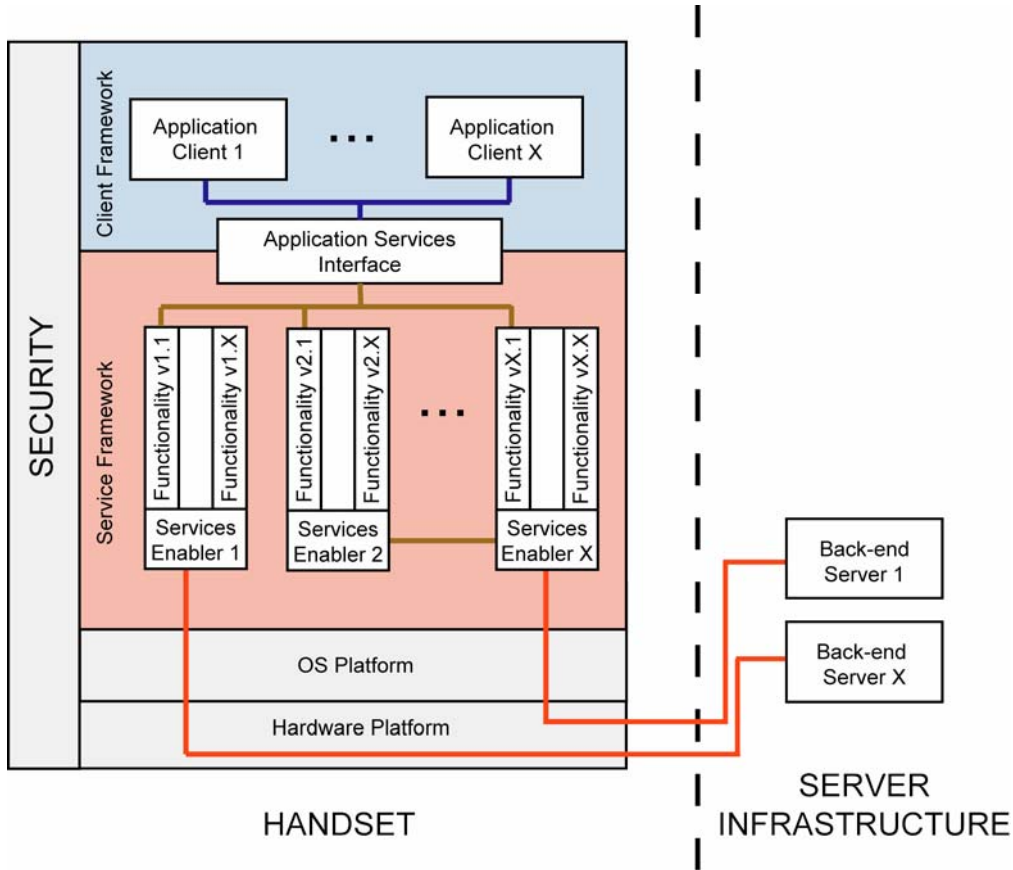 SECURITY
Client Framework
Application
Client 1
...
Application
Client X
Application Services
Interface
Service Framework
Functionality v1.1
Functionality v1.X
Functionality v2.1
Functionality v2.X
...
Functionality vX.1
Functionality vX.X
Services
Enabler 1
Services
Enabler 2
Services
Enabler X
OS Platform
Hardware Platform
HANDSET
Back-end
Server 1
Back-end
Server X
SERVER
INFRASTRUCTURE